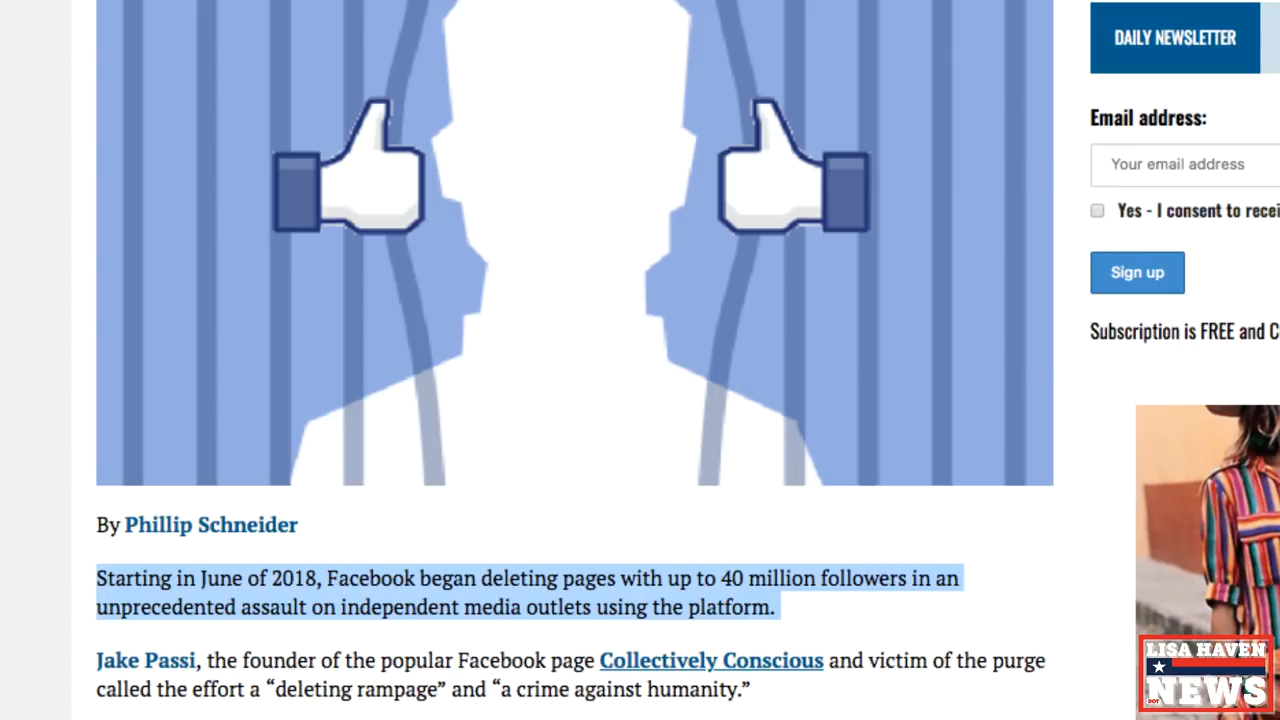 DAILY NEWSLETTER
Email address:
Your email address
Yes - I consent to recei
Sign up
Subscription is FREE and C
By Phillip Schneider
Starting in June of 2018, Facebook began deleting pages with up to 40 million followers in an
unprecedented assault on independent media outlets using the platform.
Jake Passi, the founder of the popular Facebook page Collectively Conscious and victim of the purge
called the effort a “deleting rampage” and “a crime against humanity.”
LISA HAVEN
DOT NEWS